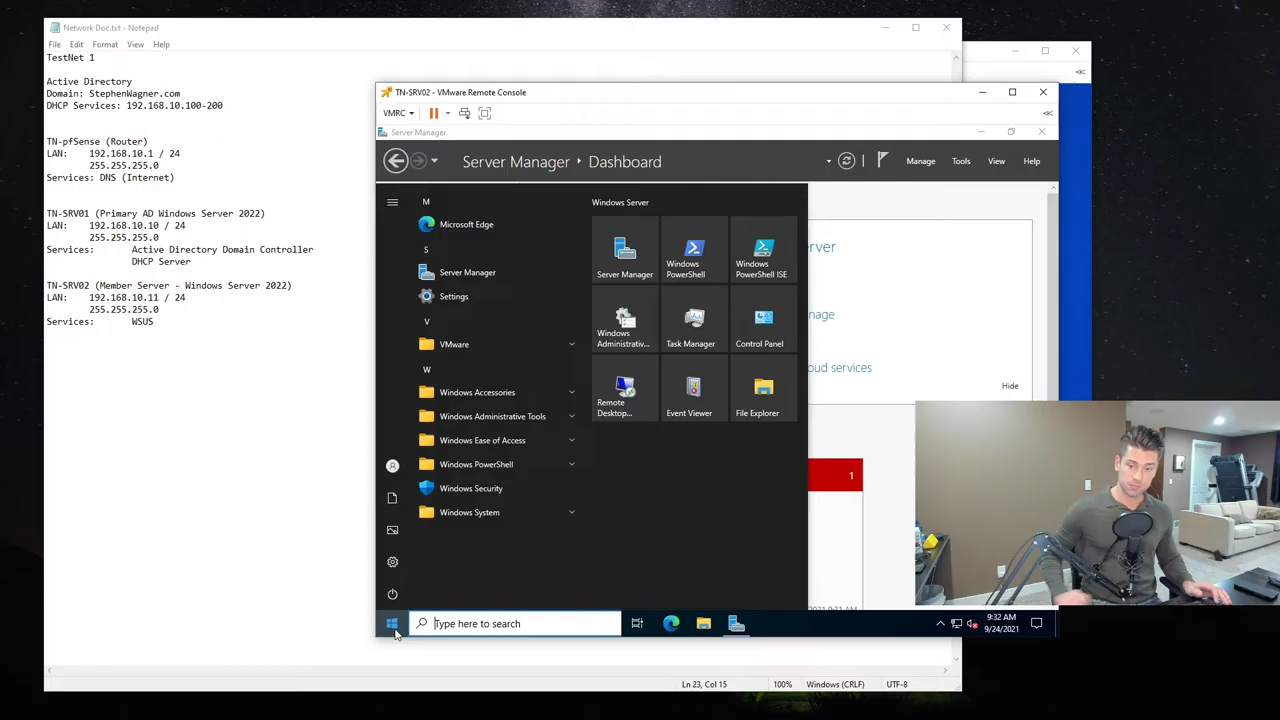 Network Doc.txt - Notepad
File Edit Format View Help
TestNet 1
Active Directory
Domain: StephenWagner.com
DHCP Services: 192.168.10.100-200
TN-pfSense (Router)
LAN: 192.168.10.1 / 24
255.255.255.0
Services: DNS (Internet)
TN-SRV01 (Primary AD Windows Server 2022)
LAN: 192.168.10.10 / 24
255.255.255.0
Services: Active Directory Domain Controller
DHCP Server
TN-SRV02 (Member Server - Windows Server 2022)
LAN: 192.168.10.11 / 24
255.255.255.0
Services: WSUS
Ln 23, Col 15 100% Windows (CRLF) UTF-8
TN-SRV02 - VMware Remote Console
VMRC
Server Manager
Server Manager Dashboard
Manage Tools View Help
M
Microsoft Edge
S
Server Manager
Settings
V
VMware
W
Windows Accessories
Windows Administrative Tools
Windows Ease of Access
Windows PowerShell
Windows Security
Windows System
Windows Server
Server Manager
Windows PowerShell
Windows PowerShell ISE
Windows Administrativ...
Task Manager
Control Panel
Remote Desktop...
Event Viewer
File Explorer
erver
nage
oud services
Hide
1
2021 9:31 AM
Type here to search
9:32 AM
9/24/2021